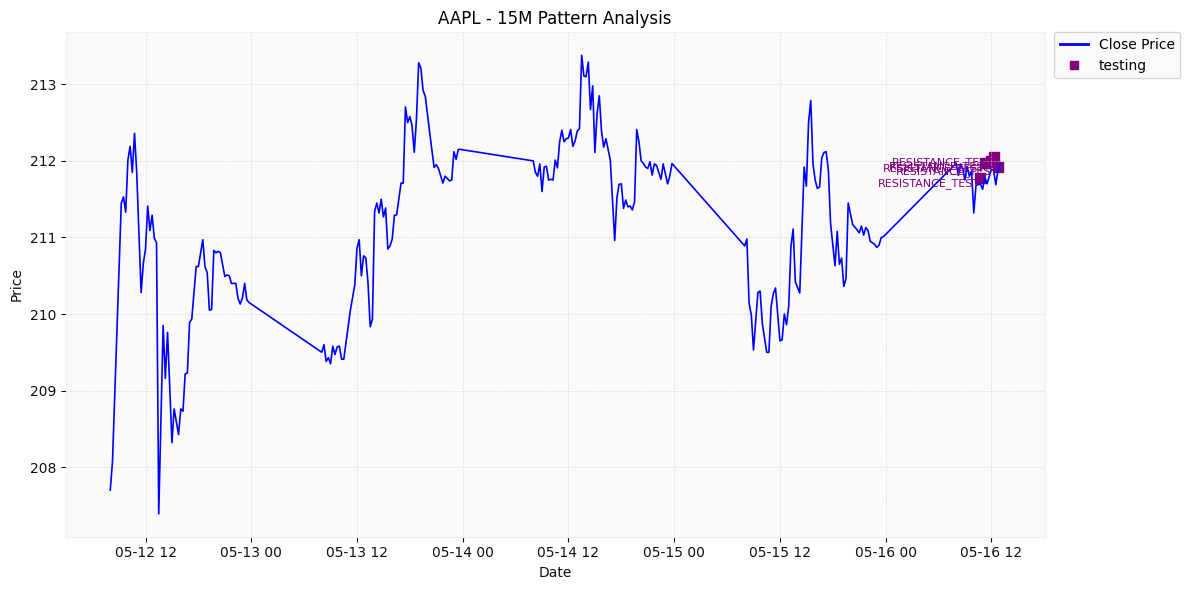 AAPL - 15M Pattern Analysis
Close Price
testing
Price
213
212
211
210
209
208
RESISTANCE_TEST
RESISTANCE_TEST
05-12 12
05-13 00
05-13 12
05-14 00
05-14 12
05-15 00
05-15 12
05-16 00
05-16 12
Date